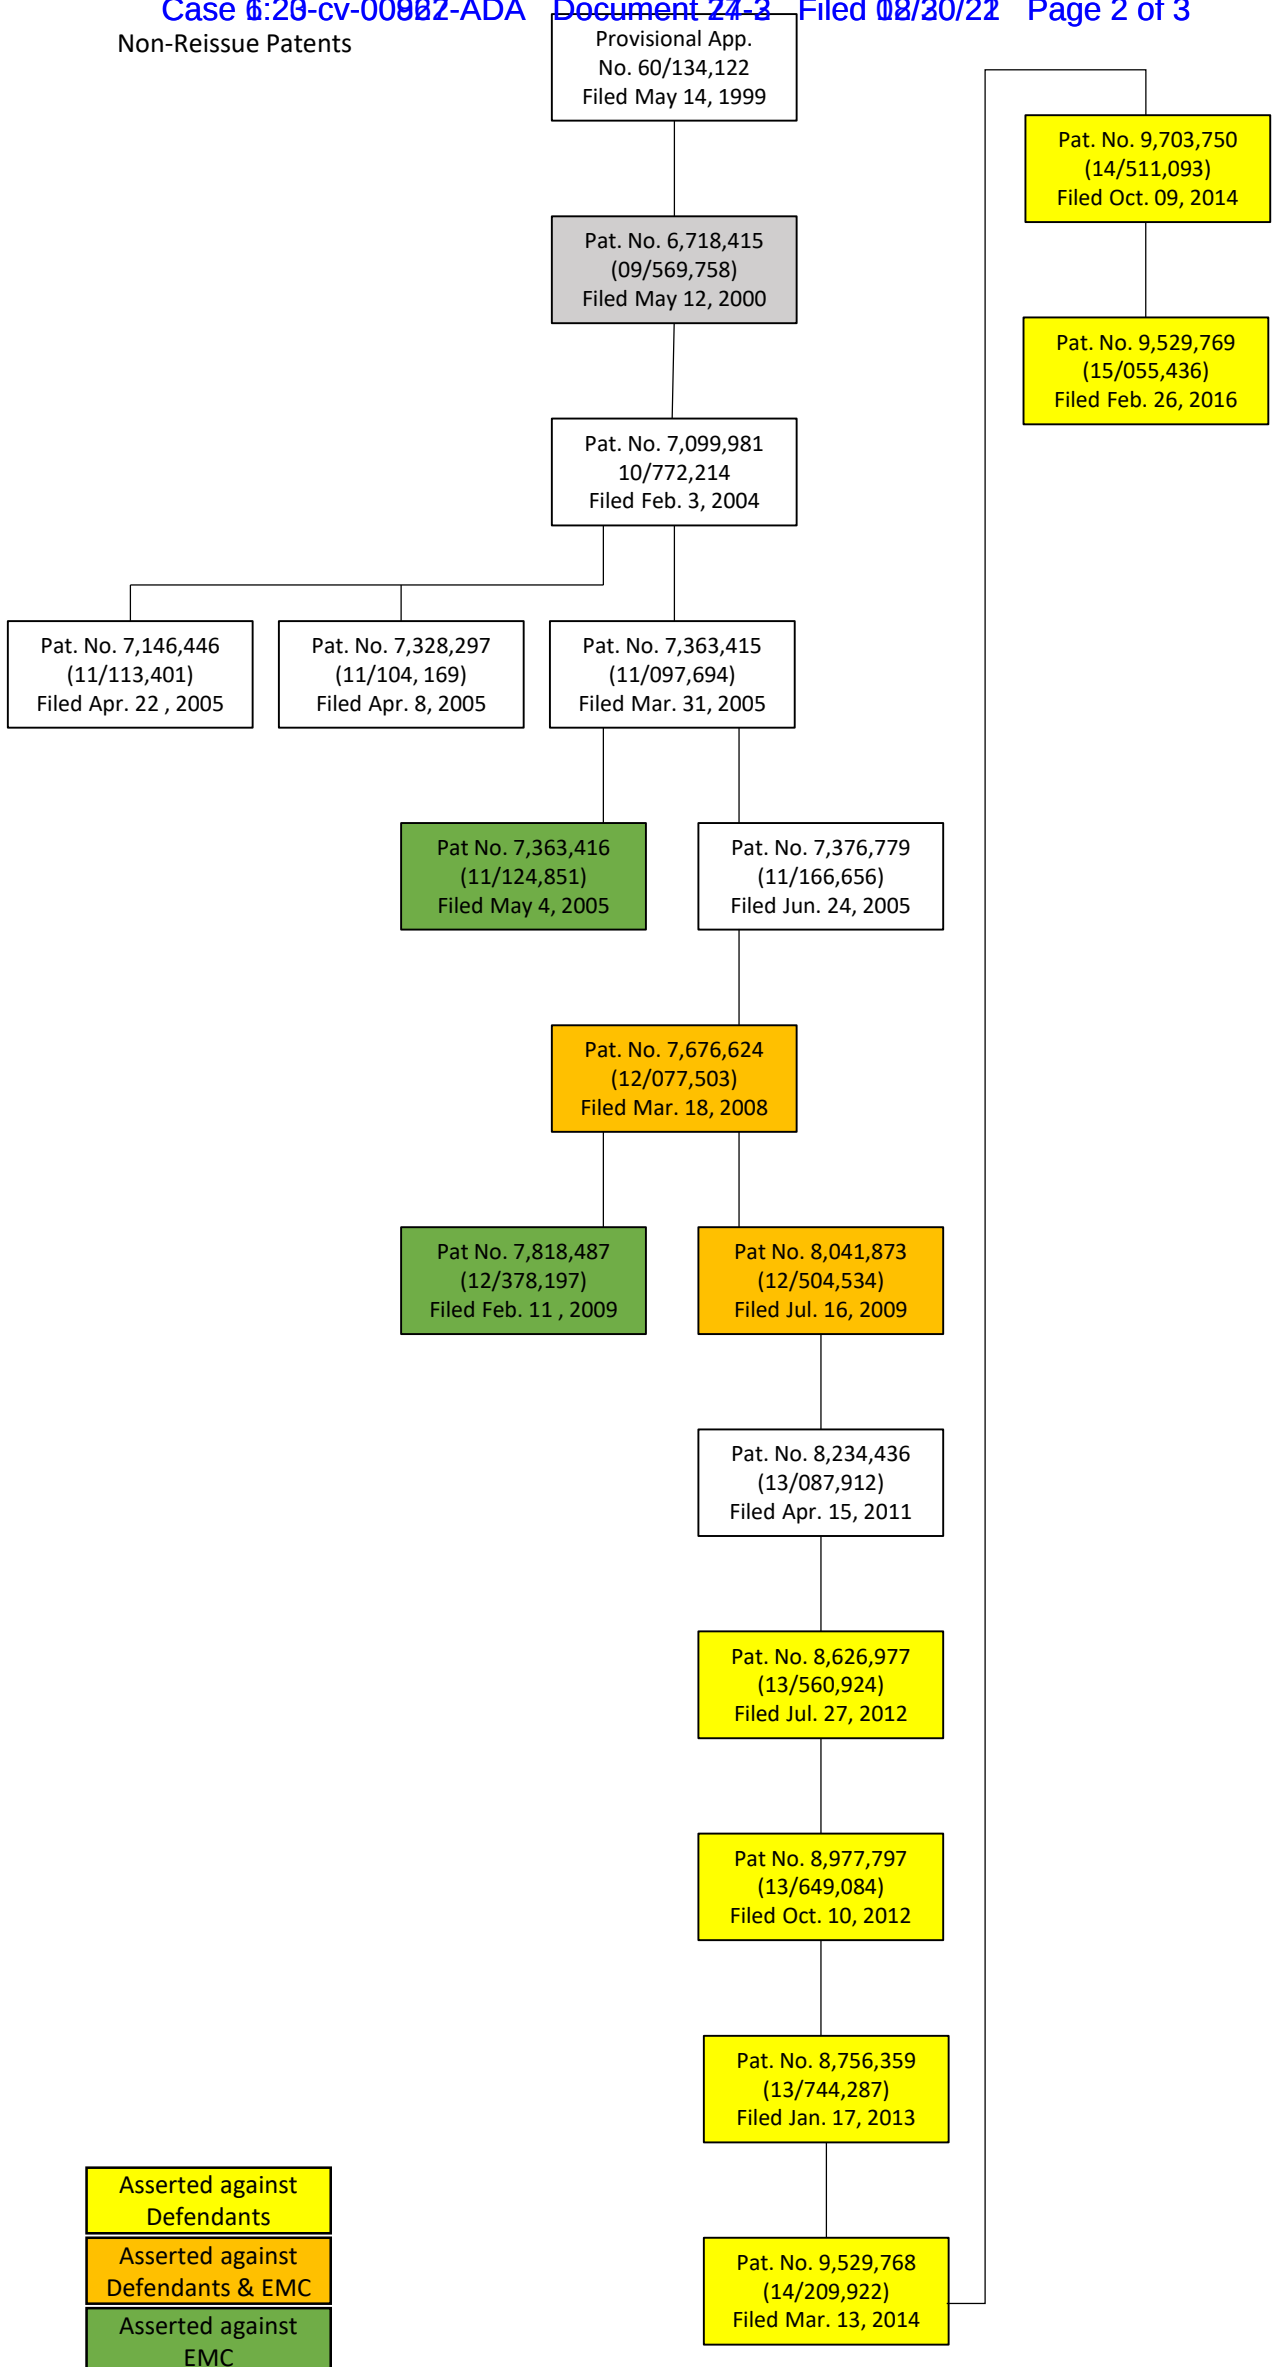 Case Document Filed Page 2 of 3
Non-Reissue Patents
Provisional App.
No. 60/134,122
Filed May 14, 1999
Pat. No. 6,718,415
(09/569,758)
Filed May 12, 2000
Pat. No. 7,099,981
10/772,214
Filed Feb. 3, 2004
Pat. No. 7,146,446
(11/113,401)
Filed Apr. 22 , 2005
Pat. No. 7,328,297
(11/104, 169)
Filed Apr. 8, 2005
Pat. No. 7,363,415
(11/097,694)
Filed Mar. 31, 2005
Pat No. 7,363,416
(11/124,851)
Filed May 4, 2005
Pat. No. 7,376,779
(11/166,656)
Filed Jun. 24, 2005
Pat. No. 7,676,624
(12/077,503)
Filed Mar. 18, 2008
Pat No. 7,818,487
(12/378,197)
Filed Feb. 11 , 2009
Pat No. 8,041,873
(12/504,534)
Filed Jul. 16, 2009
Pat. No. 8,234,436
(13/087,912)
Filed Apr. 15, 2011
Pat. No. 8,626,977
(13/560,924)
Filed Jul. 27, 2012
Pat No. 8,977,797
(13/649,084)
Filed Oct. 10, 2012
Pat. No. 8,756,359
(13/744,287)
Filed Jan. 17, 2013
Pat. No. 9,529,768
(14/209,922)
Filed Mar. 13, 2014
Pat. No. 9,703,750
(14/511,093)
Filed Oct. 09, 2014
Pat. No. 9,529,769
(15/055,436)
Filed Feb. 26, 2016
Asserted against
Defendants
Asserted against
Defendants & EMC
Asserted against
EMC